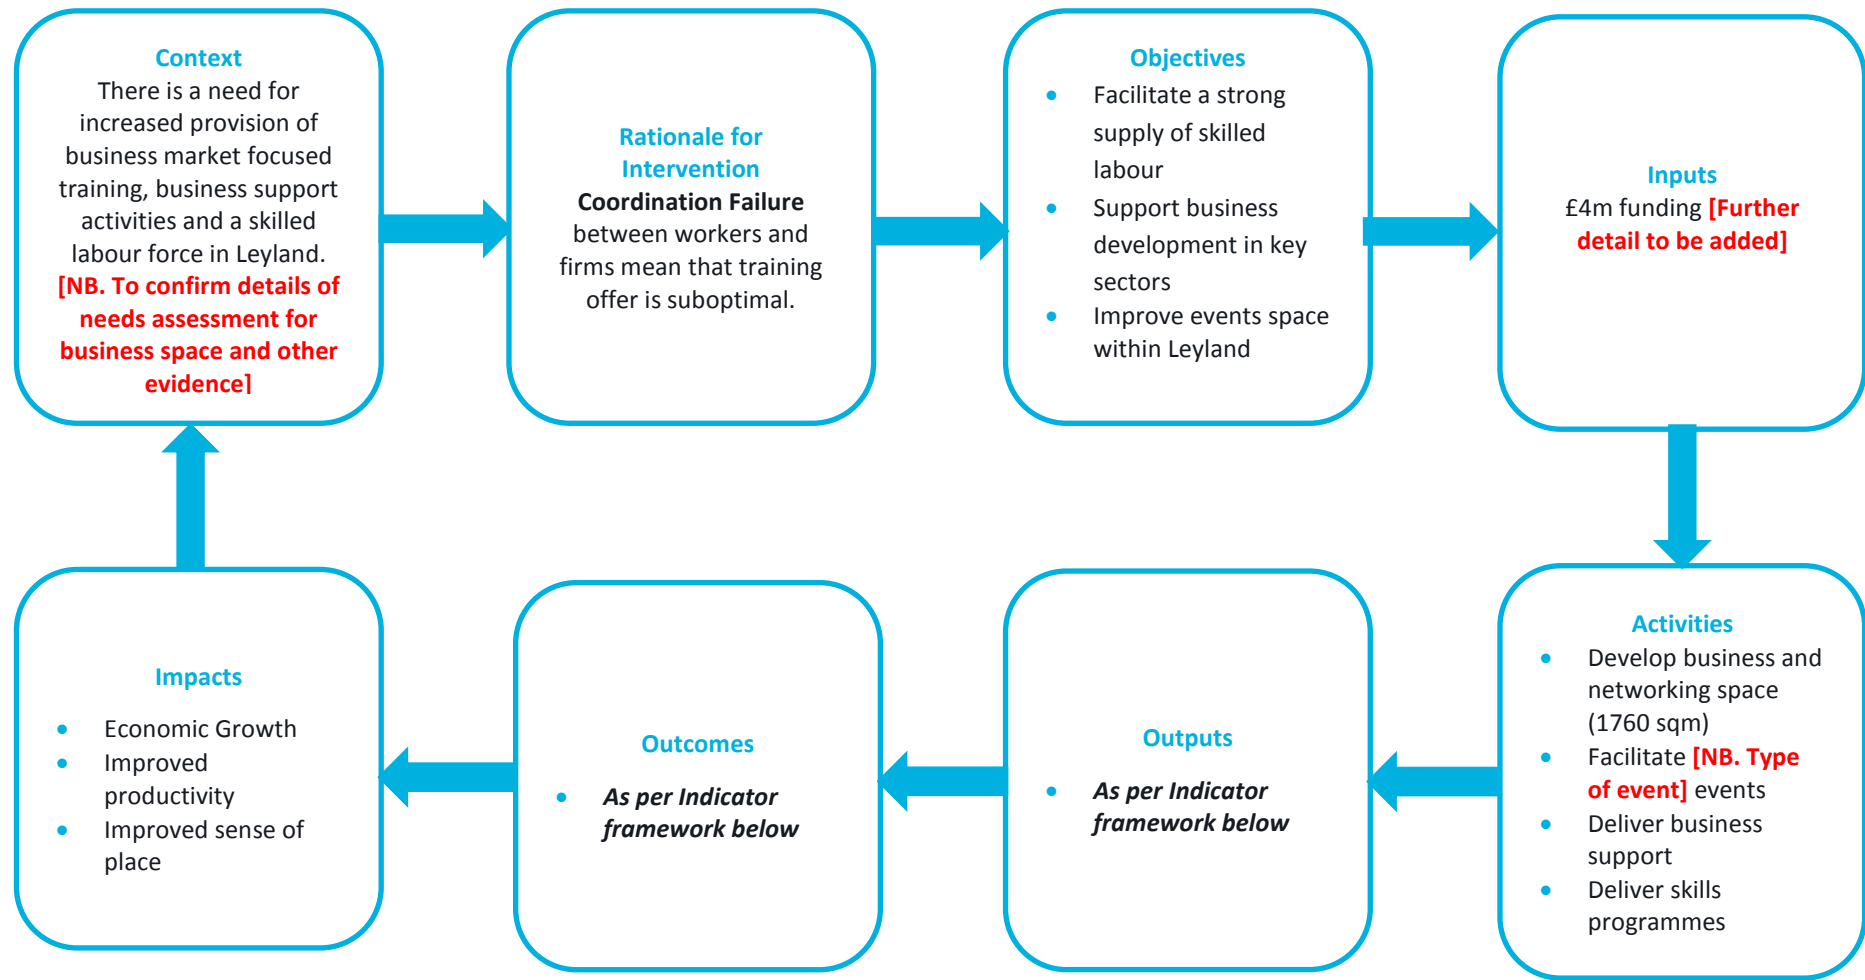 Context
There is a need for
increased provision of
business market focused
training, business support
activities and a skilled
labour force in Leyland.
[NB. To confirm details of
needs assessment for
business space and other
evidence]
Rationale for
Intervention
Coordination Failure
between workers and
firms mean that training
offer is suboptimal.
Objectives
• Facilitate a strong
supply of skilled
labour
• Support business
development in key
sectors
• Improve events space
within Leyland
Inputs
£4m funding [Further
detail to be added]
Activities
• Develop business and
networking space
(1760 sqm)
• Facilitate [NB. Type
of event] events
• Deliver business
support
• Deliver skills
programmes
Outputs
• As per Indicator
framework below
Outcomes
• As per Indicator
framework below
Impacts
• Economic Growth
• Improved
productivity
• Improved sense of
place